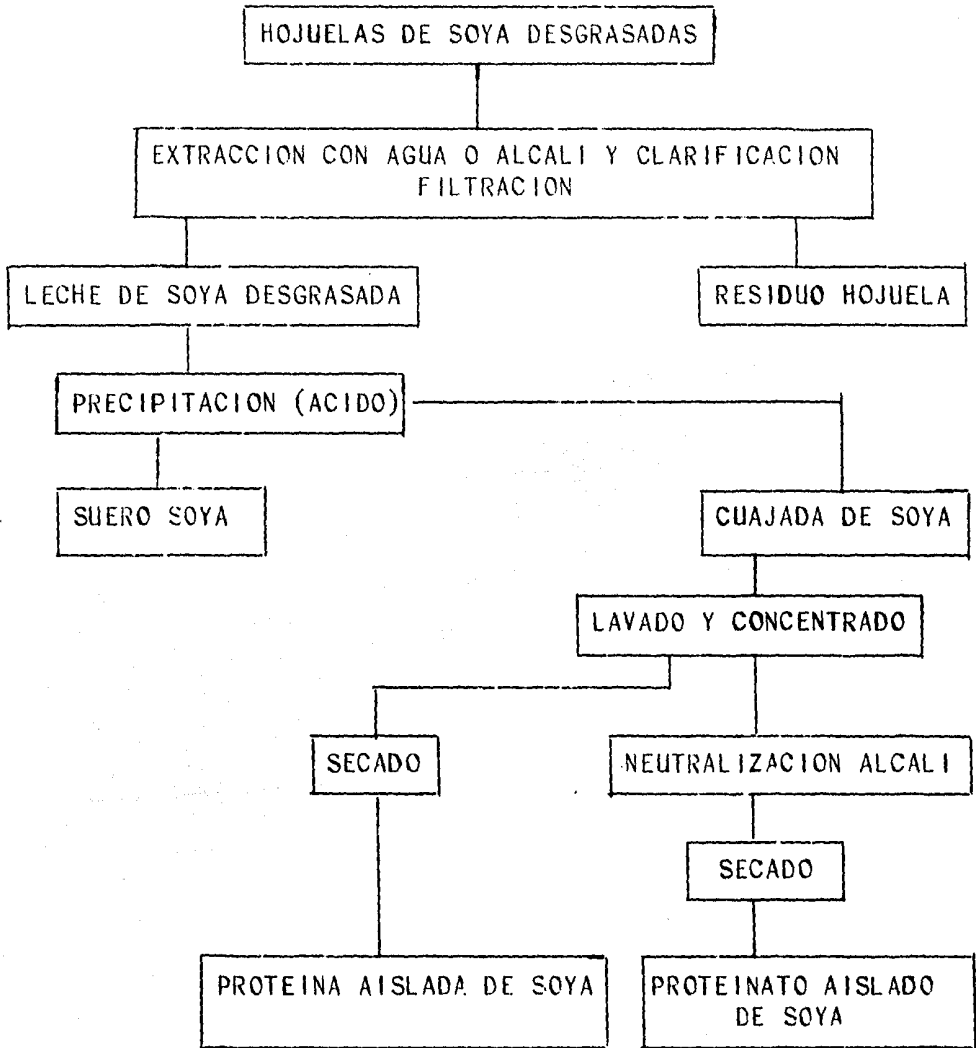 HOJUELAS DE SOYA DESGRASADAS
EXTRACCION CON AGUA O ALCALI Y CLARIFICACION
FILTRACION
LECHE DE SOYA DESGRASADA
RESIDUO HOJUELA
PRECIPITACION (ACIDO)
SUERO SOYA
CUAJADA DE SOYA
LAVADO Y CONCENTRADO
SECADO
NEUTRALIZACION ALCALI
SECADO
PROTEINA AISLADA DE SOYA
PROTEINATO AISLADO
DE SOYA